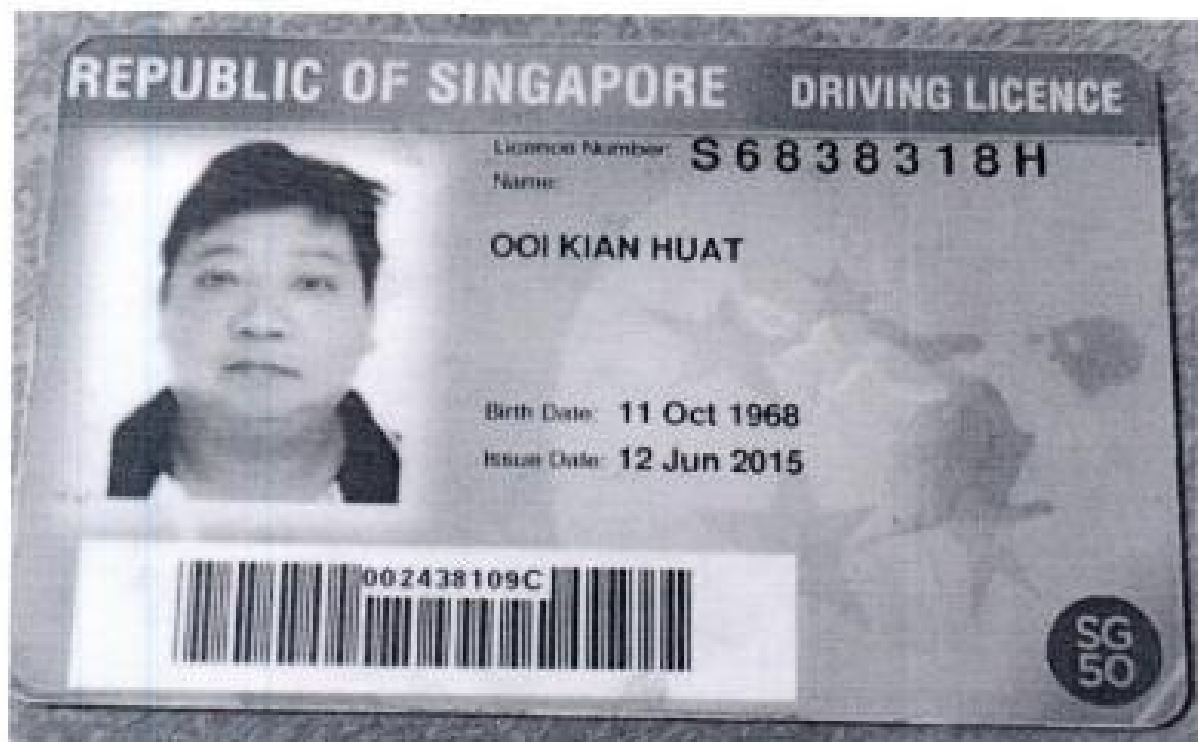 REPUBLIC OF SINGAPORE DRIVING LICENCE
Licence Number: S6838318H
Name:
OOI KIAN HUAT
Birth Date: 11 Oct 1968
Issue Date: 12 Jun 2015
002438109C
SG
50